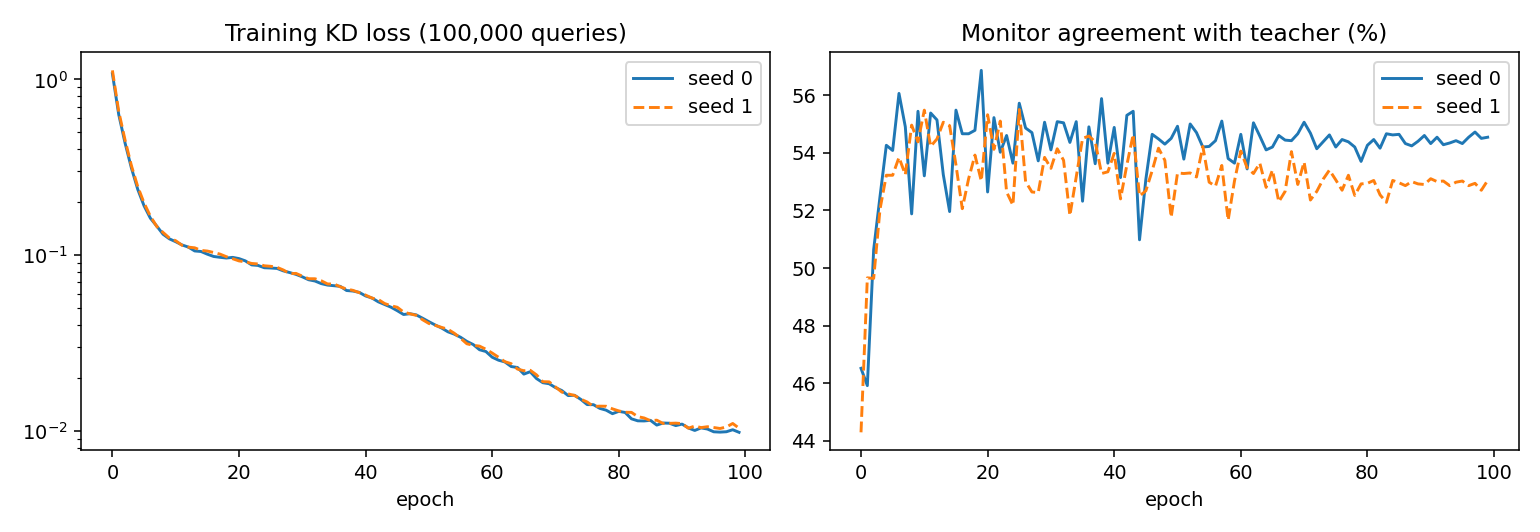 Training KD loss (100,000 queries)
10⁰
10⁻¹
10⁻²
0 20 40 60 80 100
epoch
seed 0
seed 1
Monitor agreement with teacher (%)
56
54
52
50
48
46
44
0 20 40 60 80 100
epoch
seed 0
seed 1